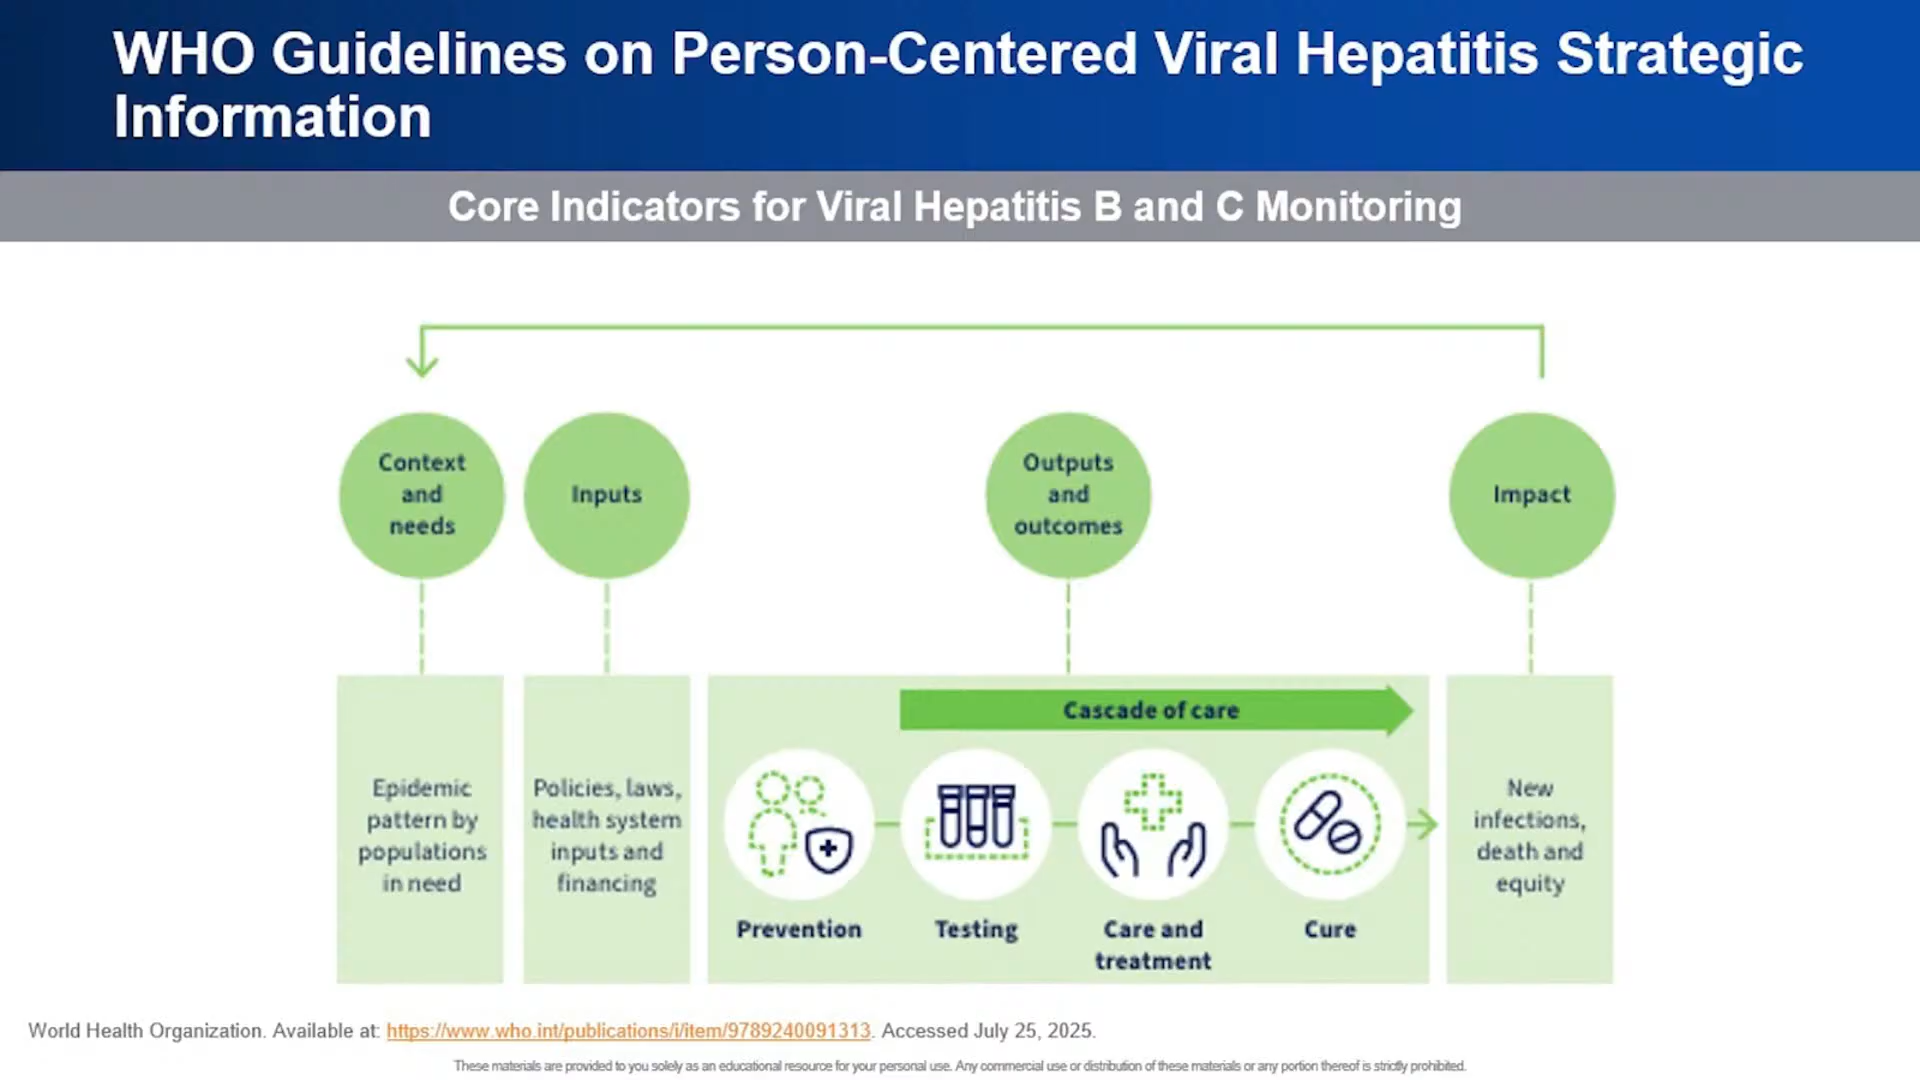 WHO Guidelines on Person-Centered Viral Hepatitis Strategic
Information
Core Indicators for Viral Hepatitis B and C Monitoring
Context
and
needs
Inputs
Outputs
and
outcomes
Impact
Epidemic
pattern by
populations
in need
Policies, laws,
health system
inputs and
financing
Cascade of care
Prevention
Testing
Care and
treatment
Cure
New
infections,
death and
equity
World Health Organization. Available at: https://www.who.int/publications/i/item/9789240091313. Accessed July 25, 2025.
These materials are provided to you solely as an educational resource for your personal use. Any commercial use or distribution of these materials or any portion thereof is strictly prohibited.